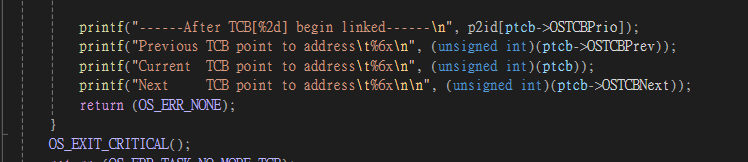 printf("------After TCB[%2d] begin linked------\n", p2id[ptcb->OSTCBPrio]);
printf("Previous TCB point to address\t%6x\n", (unsigned int)(ptcb->OSTCBPrev));
printf("Current  TCB point to address\t%6x\n", (unsigned int)(ptcb));
printf("Next     TCB point to address\t%6x\n\n", (unsigned int)(ptcb->OSTCBNext));
return (OS_ERR_NONE);
}
OS_EXIT_CRITICAL();
return (OS_ERR_TASK_NO_MORE_TCB);